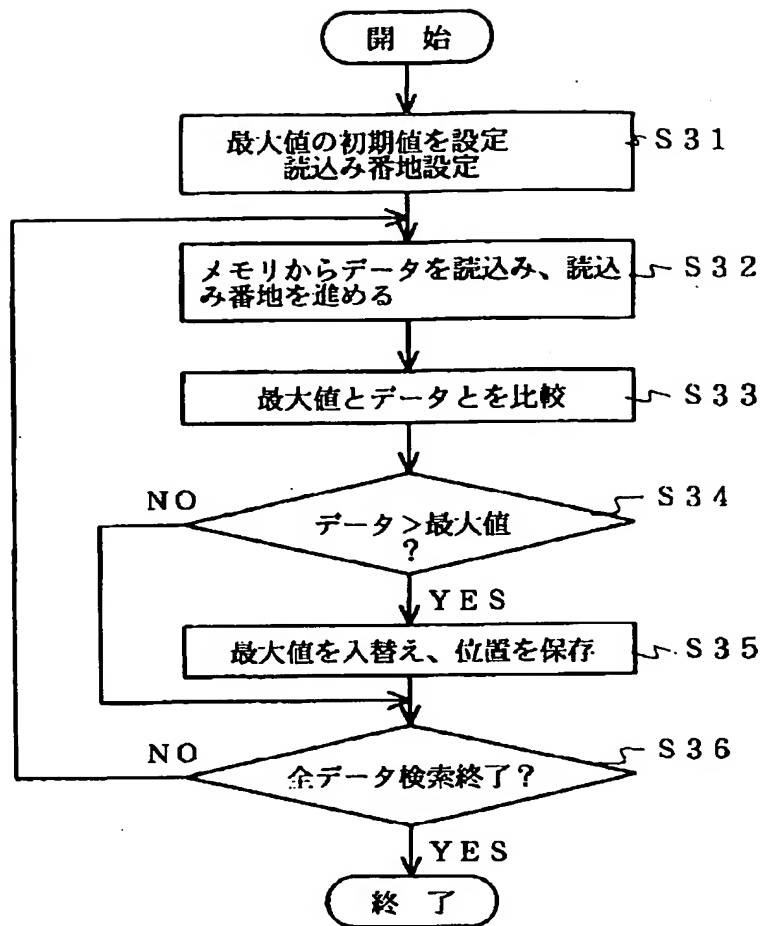 開 始
最大値の初期値を設定
読込み番地設定
S31
メモリからデータを読込み、読込
み番地を進める
S32
最大値とデータとを比較
S33
NO
データ>最大値
?
S34
YES
最大値を入替え、位置を保存
S35
NO
全データ検索終了?
S36
YES
終 了